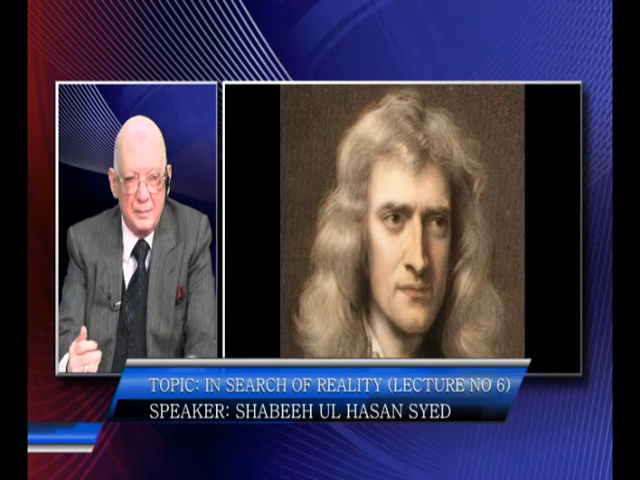 TOPIC: IN SEARCH OF REALITY (LECTURE NO 6)
SPEAKER: SHABEEH UL HASAN SYED